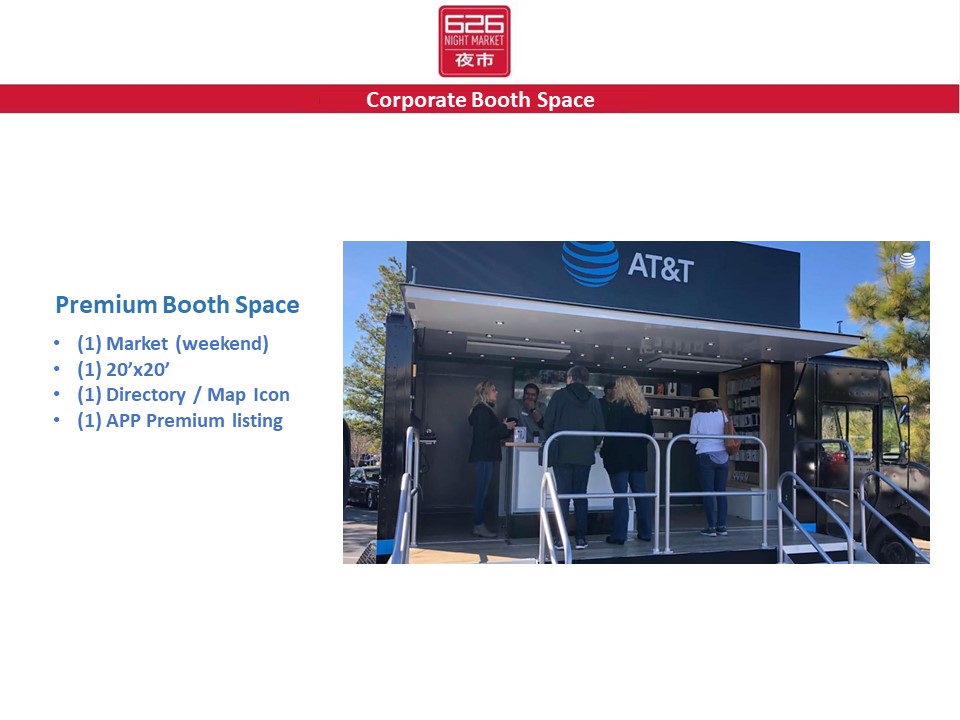 626
NIGHT MARKET
夜市
Corporate Booth Space
Premium Booth Space
• (1) Market (weekend)
• (1) 20’x20’
• (1) Directory / Map Icon
• (1) APP Premium listing
AT&T